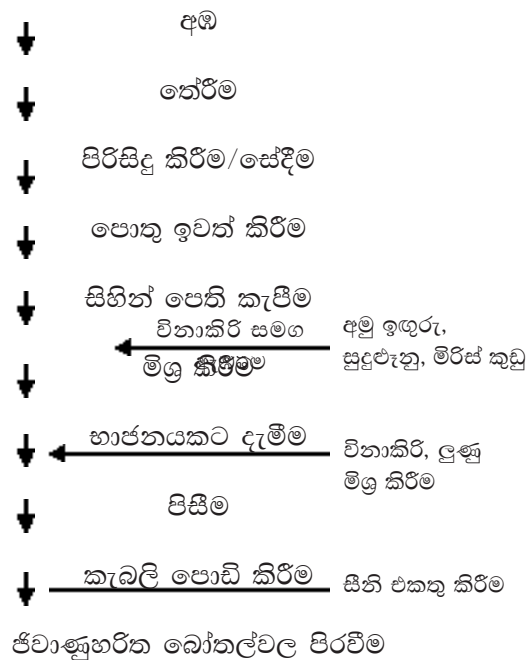 අඹ
තේරීම
පිරිසිදු කිරීම/සේදීම
පොතු ඉවත් කිරීම
සිහින් පෙති කැපීම
විනාකිරි සමග
අමු ඉඟුරු,
සුදුළූනු, මිරිස් කුඩු
මිශ්‍ර කිරීම
භාජනයකට දැමීම
විනාකිරි, ලුණු
මිශ්‍ර කිරීම
පිසීම
කැබලි පොඩි කිරීම
සීනි එකතු කිරීම
ජීවාණුහරිත බෝතල්වල පිරවීම